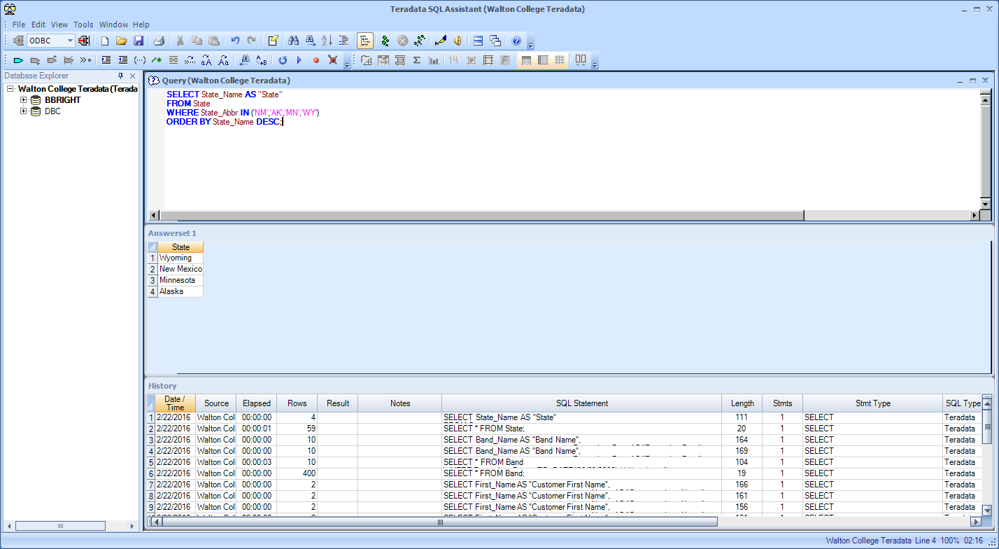 Teradata SQL Assistant (Walton College Teradata)
File Edit View Tools Window Help
ODBC
Database Explorer
Walton College Teradata (Terada
BBRIGHT
DBC
Query (Walton College Teradata)
SELECT State_Name AS "State"
FROM State
WHERE State_Abbr IN ('NM','AK','MN','WY')
ORDER BY State_Name DESC;
Answerset 1
State
1 Wyoming
2 New Mexico
3 Minnesota
4 Alaska
History
Date / Time Source Elapsed Rows Result Notes SQL Statement Length Stmts Stmt Type SQL Type
1 2/22/2016 Walton Col 00:00:00 4 SELECT State_Name AS "State" 111 1 SELECT Teradata
2 2/22/2016 Walton Col 00:00:01 59 SELECT * FROM State; 20 1 SELECT Teradata
3 2/22/2016 Walton Col 00:00:00 10 SELECT Band_Name AS "Band Name", 164 1 SELECT Teradata
4 2/22/2016 Walton Col 00:00:00 10 SELECT Band_Name AS "Band Name", 169 1 SELECT Teradata
5 2/22/2016 Walton Col 00:00:03 10 SELECT * FROM Band 104 1 SELECT Teradata
6 2/22/2016 Walton Col 00:00:00 400 SELECT * FROM Band; 19 1 SELECT Teradata
7 2/22/2016 Walton Col 00:00:00 2 SELECT First_Name AS "Customer First Name", 166 1 SELECT Teradata
8 2/22/2016 Walton Col 00:00:00 2 SELECT First_Name AS "Customer First Name", 161 1 SELECT Teradata
9 2/22/2016 Walton Col 00:00:00 2 SELECT First_Name AS "Customer First Name", 156 1 SELECT Teradata
Walton College Teradata Line 4 100% 02:16